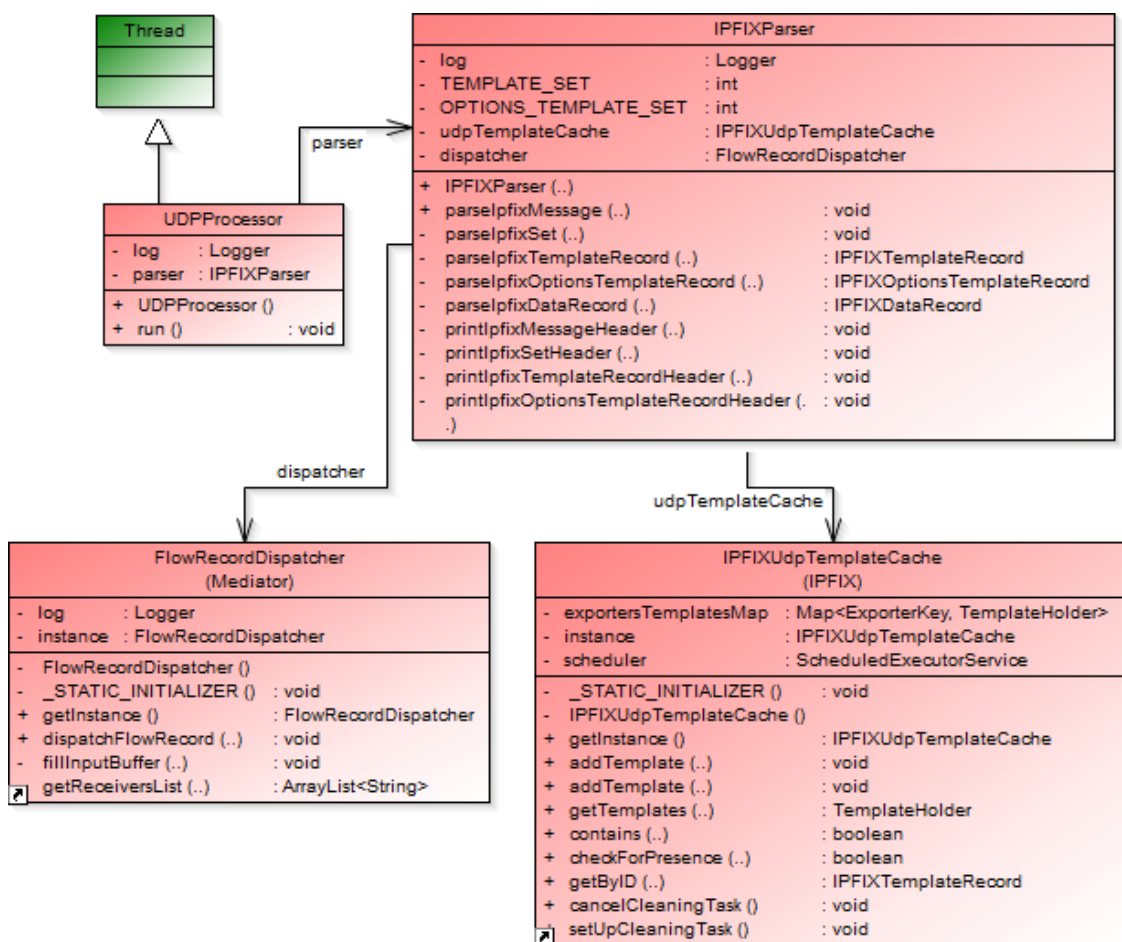 Thread
IPFIXParser
- log : Logger
- TEMPLATE_SET : int
- OPTIONS_TEMPLATE_SET : int
- udpTemplateCache : IPFIXUdpTemplateCache
- dispatcher : FlowRecordDispatcher
+ IPFIXParser (..)
+ parseIpfixMessage (..) : void
- parseIpfixSet (..) : void
- parseIpfixTemplateRecord (..) : IPFIXTemplateRecord
- parseIpfixOptionsTemplateRecord (..) : IPFIXOptionsTemplateRecord
- parseIpfixDataRecord (..) : IPFIXDataRecord
- printIpfixMessageHeader (..) : void
- printIpfixSetHeader (..) : void
- printIpfixTemplateRecordHeader (..) : void
- printIpfixOptionsTemplateRecordHeader (. : void
.)
parser
UDPProcessor
- log : Logger
- parser : IPFIXParser
+ UDPProcessor ()
+ run () : void
dispatcher
udpTemplateCache
FlowRecordDispatcher
(Mediator)
- log : Logger
- instance : FlowRecordDispatcher
- FlowRecordDispatcher ()
- _STATIC_INITIALIZER () : void
+ getInstance () : FlowRecordDispatcher
+ dispatchFlowRecord (..) : void
- fillInputBuffer (..) : void
getReceiversList (..) : ArrayList<String>
IPFIXUdpTemplateCache
(IPFIX)
- exportersTemplatesMap : Map<ExporterKey, TemplateHolder>
- instance : IPFIXUdpTemplateCache
- scheduler : ScheduledExecutorService
- _STATIC_INITIALIZER () : void
- IPFIXUdpTemplateCache ()
+ getInstance () : IPFIXUdpTemplateCache
+ addTemplate (..) : void
+ addTemplate (..) : void
+ getTemplates (..) : TemplateHolder
+ contains (..) : boolean
+ checkForPresence (..) : boolean
+ getByID (..) : IPFIXTemplateRecord
+ cancelCleaningTask () : void
setUpCleaningTask () : void